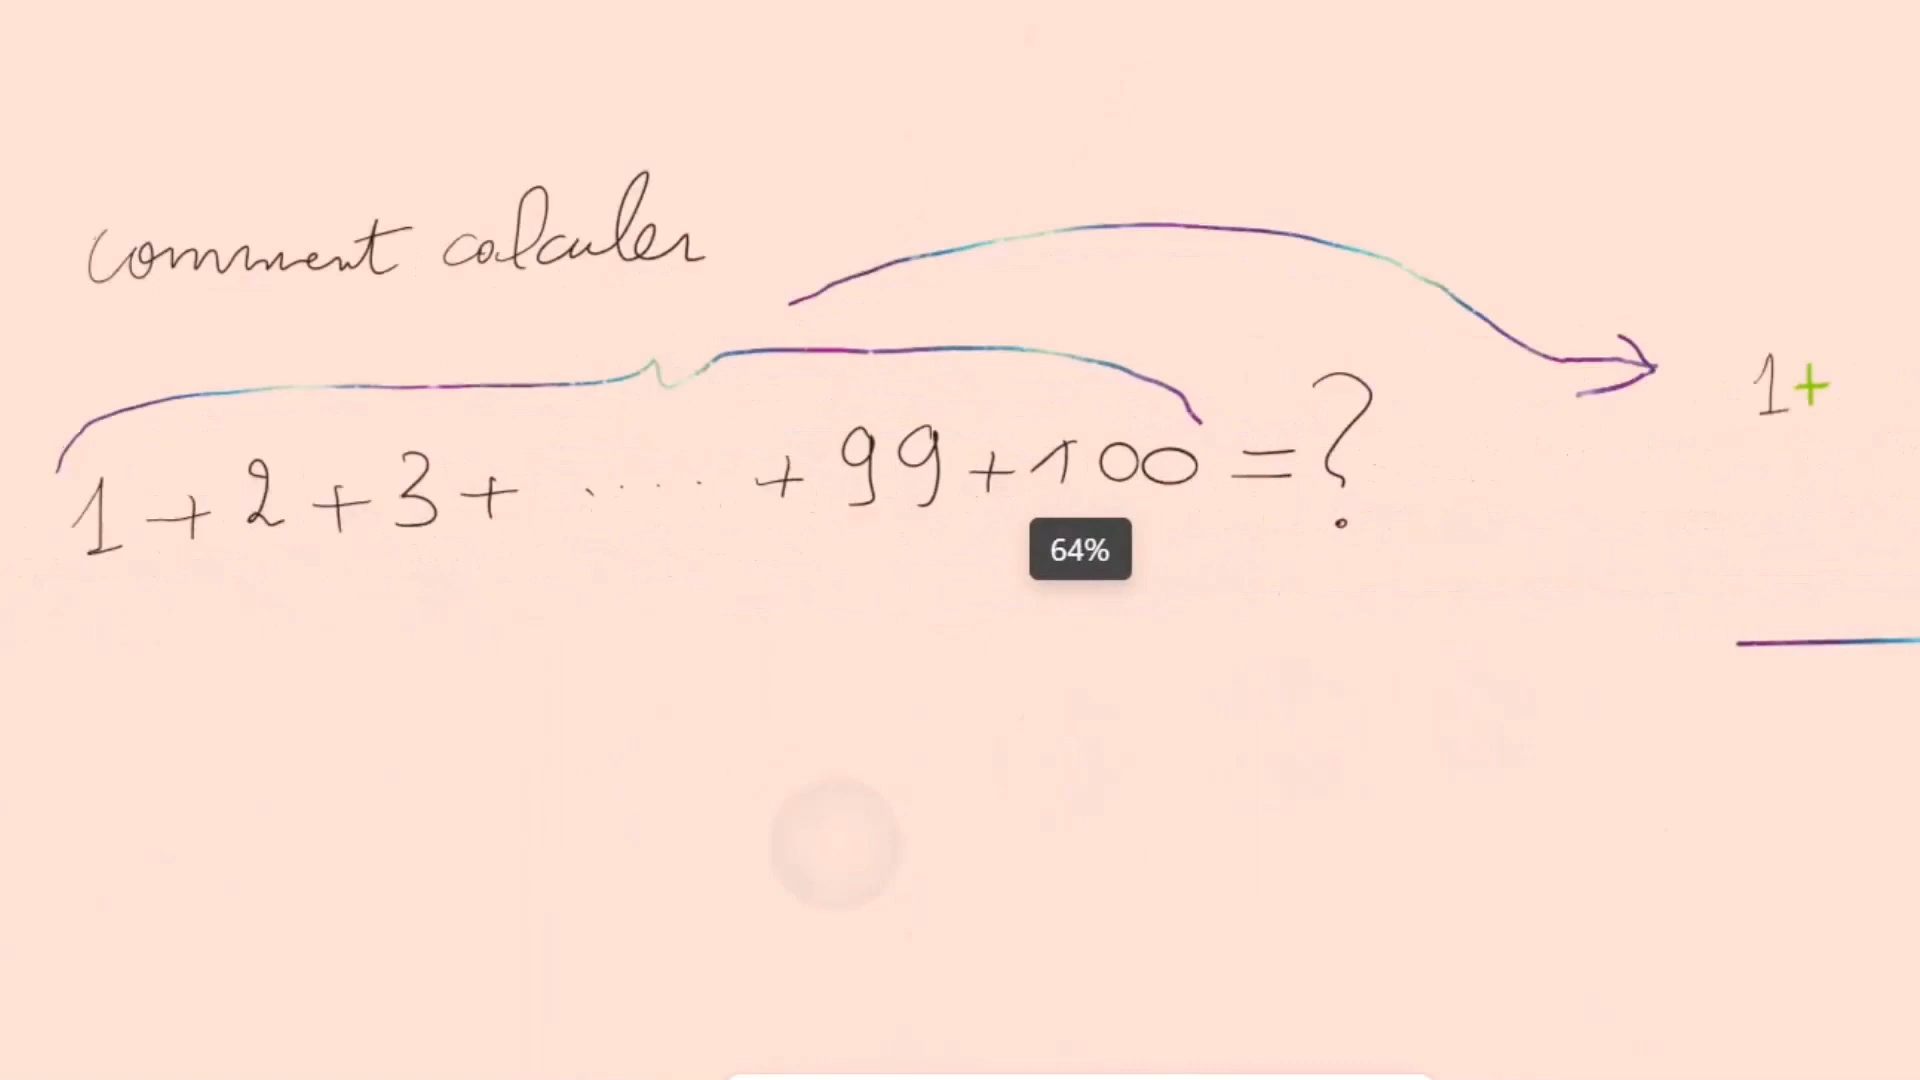 comment calculer
1+
1+2+3+ ..... +99+100 = ?
64%